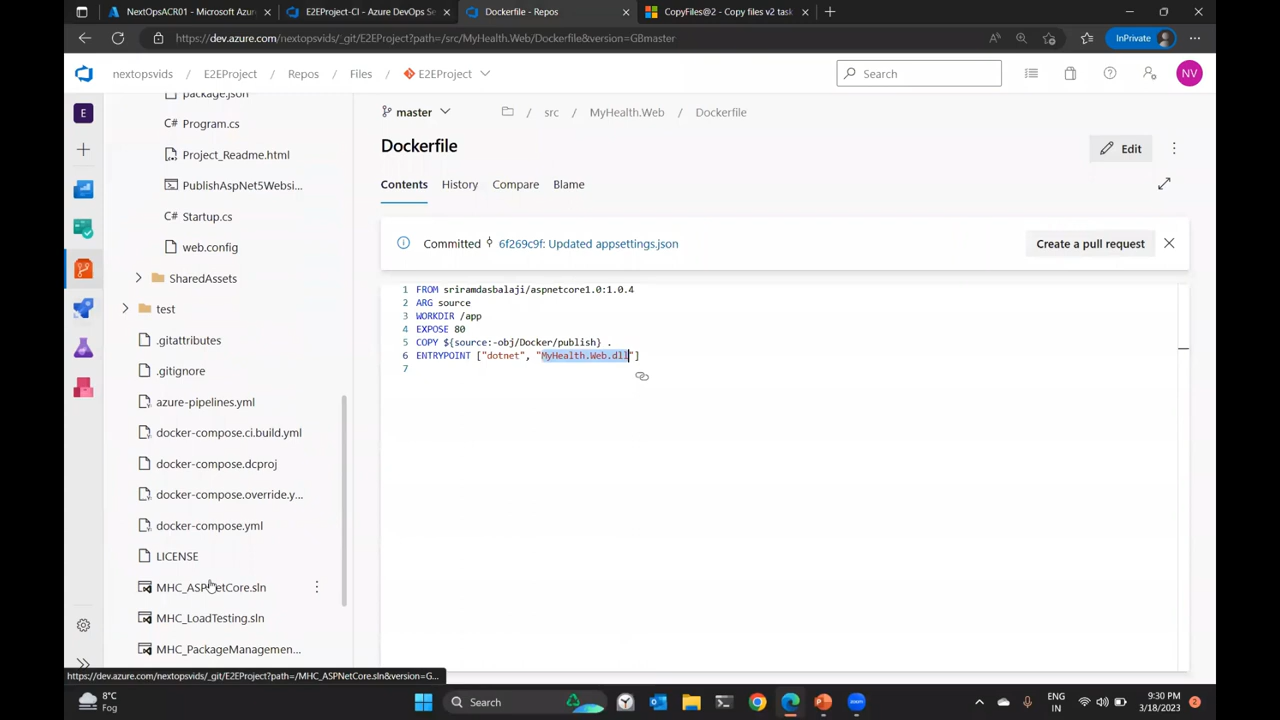 NextOpsACR01 - Microsoft Azur
E2EProject-CI - Azure DevOps Se
Dockerfile - Repos
CopyFiles@2 - Copy files v2 task
https://dev.azure.com/nextopsvids/_git/E2EProject?path=/src/MyHealth.Web/Dockerfile&version=GBmaster
InPrivate
nextopsvids / E2EProject / Repos / Files / E2EProject
Search
NV
E
package.json
Program.cs
Project_Readme.html
PublishAspNet5Websi...
Startup.cs
web.config
SharedAssets
test
.gitattributes
.gitignore
azure-pipelines.yml
docker-compose.ci.build.yml
docker-compose.dcproj
docker-compose.override.y...
docker-compose.yml
LICENSE
MHC_ASPNetCore.sln
MHC_LoadTesting.sln
MHC_PackageManagemen...
master
/ src / MyHealth.Web / Dockerfile
Dockerfile
Edit
Contents
History
Compare
Blame
Committed 6f269c9f: Updated appsettings.json
Create a pull request
1 FROM sriramdasbalaji/aspnetcore1.0:1.0.4
2 ARG source
3 WORKDIR /app
4 EXPOSE 80
5 COPY ${source:-obj/Docker/publish} .
6 ENTRYPOINT ["dotnet", "MyHealth.Web.dll"]
7
https://dev.azure.com/nextopsvids/_git/E2EProject?path=/MHC_ASPNetCore.sln&version=G...
8°C
Fog
Search
ENG
IN
9:30 PM
3/18/2023
2